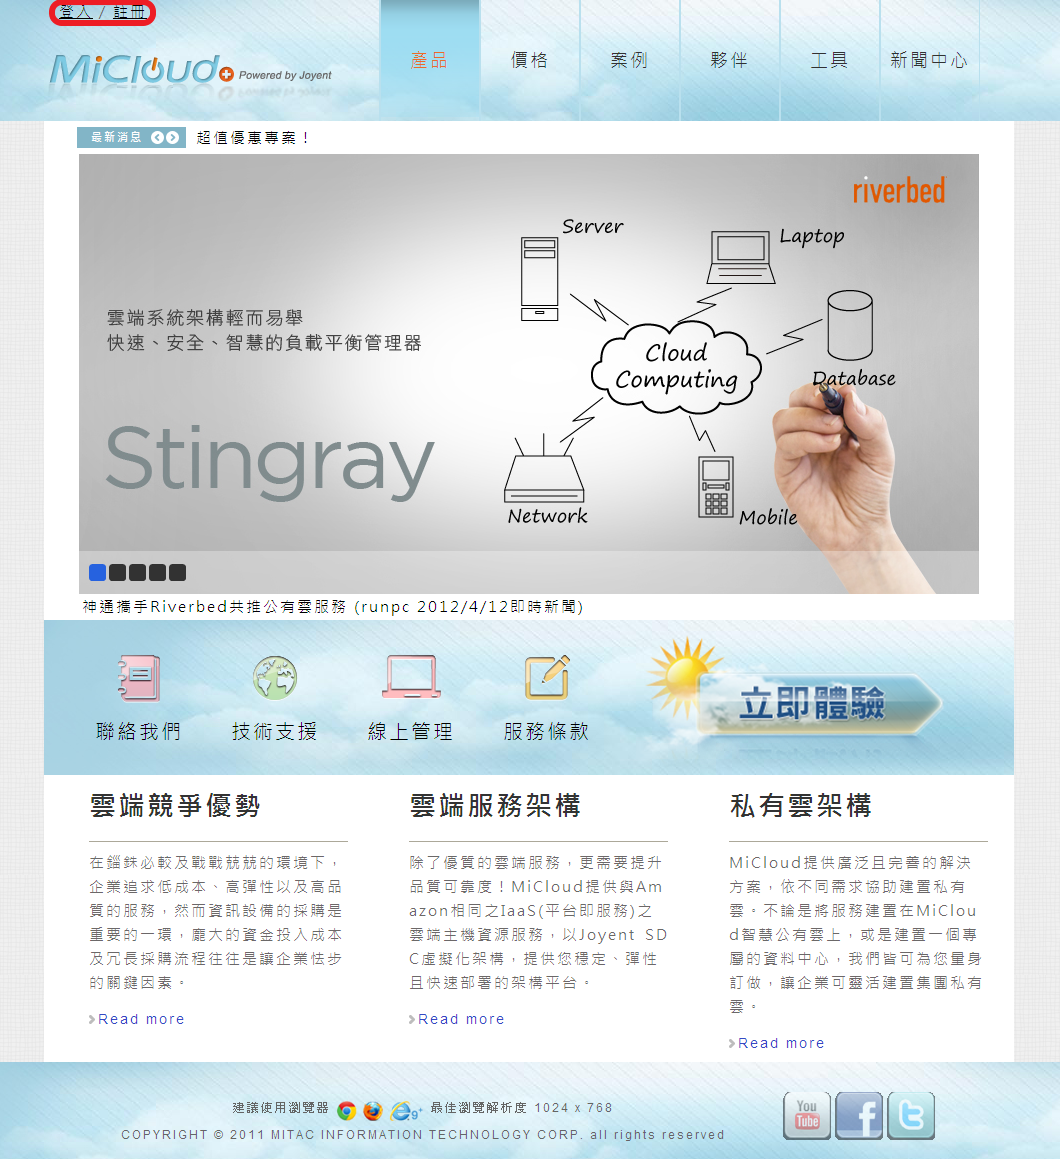 登入 / 註冊
MiCloud Powered by Joyent
產品 價格 案例 夥伴 工具 新聞中心
最新消息 超值優惠專案！
riverbed
Server
Laptop
雲端系統架構輕而易舉
快速、安全、智慧的負載平衡管理器
Cloud
Computing
Database
Stingray
Network
Mobile
神通攜手Riverbed共推公有雲服務 (runpc 2012/4/12即時新聞)
聯絡我們 技術支援 線上管理 服務條款
立即體驗
雲端競爭優勢
在錙銖必較及戰戰兢兢的環境下，
企業追求低成本、高彈性以及高品
質的服務，然而資訊設備的採購是
重要的一環，龐大的資金投入成本
及冗長採購流程往往是讓企業怯步
的關鍵因素。
Read more
雲端服務架構
除了優質的雲端服務，更需要提升
品質可靠度！MiCloud提供與Am
azon相同之IaaS(平台即服務)之
雲端主機資源服務，以Joyent SD
C虛擬化架構，提供您穩定、彈性
且快速部署的架構平台。
Read more
私有雲架構
MiCloud提供廣泛且完善的解決
方案，依不同需求協助建置私有
雲。不論是將服務建置在MiClou
d智慧公有雲上，或是建置一個專
屬的資料中心，我們皆可為您量身
訂做，讓企業可靈活建置集團私有
雲。
Read more
建議使用瀏覽器 9+ 最佳瀏覽解析度 1024 x 768
COPYRIGHT © 2011 MITAC INFORMATION TECHNOLOGY CORP. all rights reserved
You
Tube
f
t